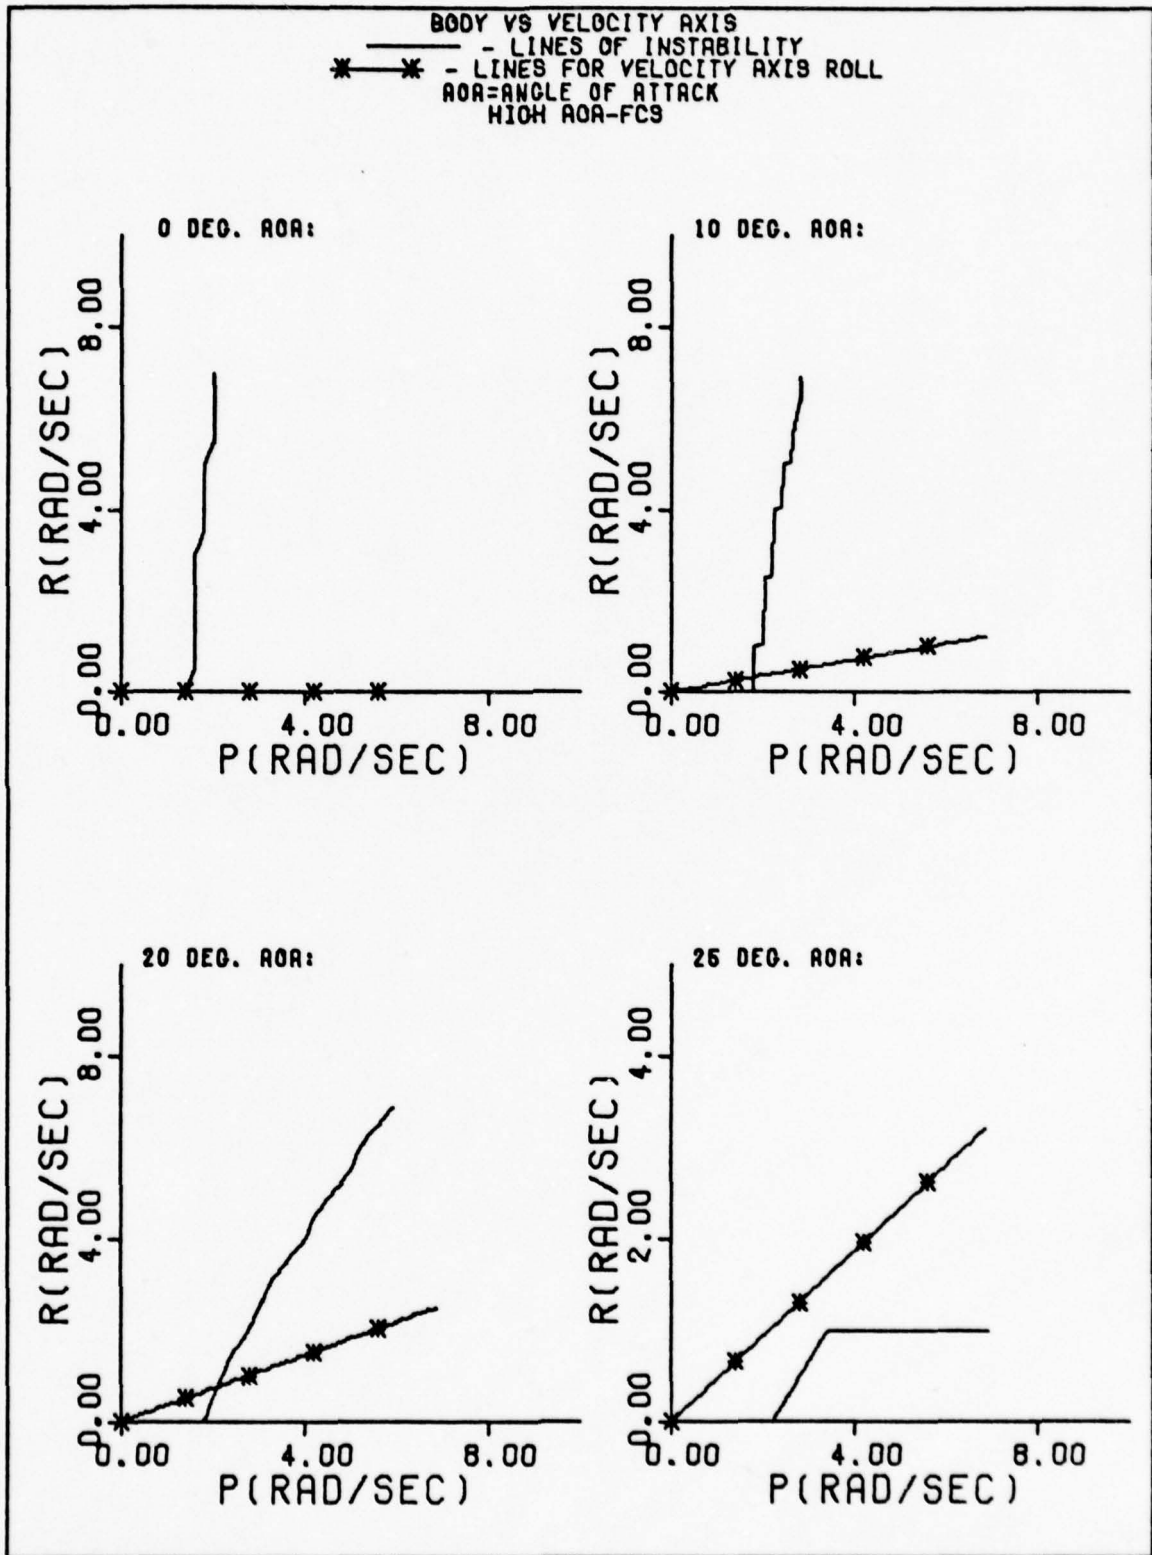 BODY VS VELOCITY AXIS
- LINES OF INSTABILITY
- LINES FOR VELOCITY AXIS ROLL
AOA=ANGLE OF ATTACK
HIGH AOA-FCS
0 DEG. AOA:
R(RAD/SEC)
0.00 4.00 8.00
0.00 4.00 8.00
P(RAD/SEC)
10 DEG. AOA:
R(RAD/SEC)
0.00 4.00 8.00
0.00 4.00 8.00
P(RAD/SEC)
20 DEG. AOA:
R(RAD/SEC)
0.00 4.00 8.00
0.00 4.00 8.00
P(RAD/SEC)
25 DEG. AOA:
R(RAD/SEC)
0.00 2.00 4.00
0.00 4.00 8.00
P(RAD/SEC)